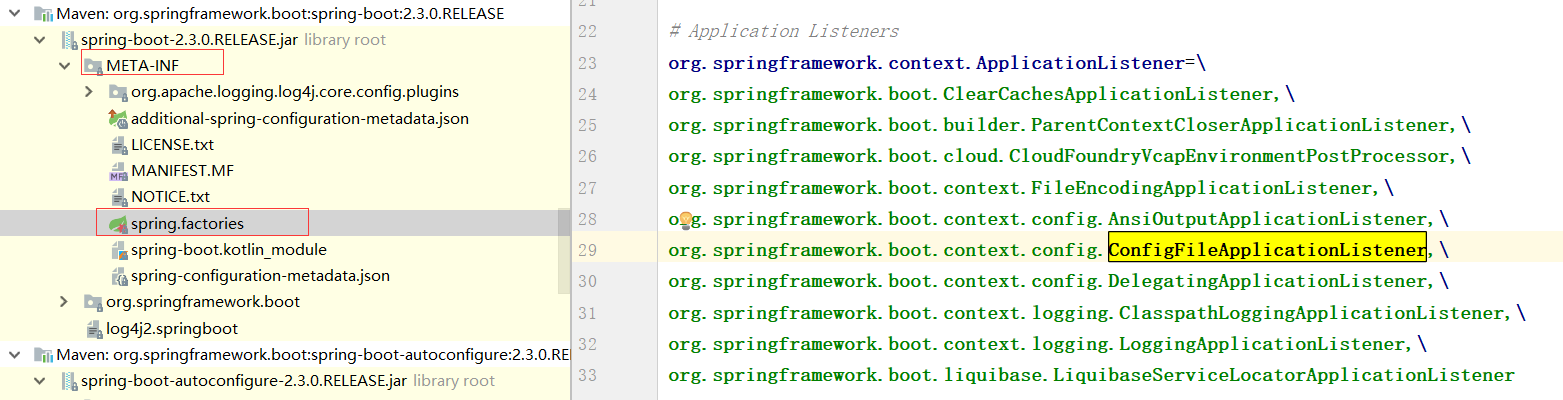 Maven: org.springframework.boot:spring-boot:2.3.0.RELEASE
spring-boot-2.3.0.RELEASE.jar library root
META-INF
org.apache.logging.log4j.core.config.plugins
additional-spring-configuration-metadata.json
LICENSE.txt
MANIFEST.MF
NOTICE.txt
spring.factories
spring-boot.kotlin_module
spring-configuration-metadata.json
org.springframework.boot
log4j2.springboot
Maven: org.springframework.boot:spring-boot-autoconfigure:2.3.0.RE
spring-boot-autoconfigure-2.3.0.RELEASE.jar library root
21
22 # Application Listeners
23 org.springframework.context.ApplicationListener=\
24 org.springframework.boot.ClearCachesApplicationListener,\
25 org.springframework.boot.builder.ParentContextCloserApplicationListener,\
26 org.springframework.boot.cloud.CloudFoundryVcapEnvironmentPostProcessor,\
27 org.springframework.boot.context.FileEncodingApplicationListener,\
28 org.springframework.boot.context.config.AnsiOutputApplicationListener,\
29 org.springframework.boot.context.config.ConfigFileApplicationListener,\
30 org.springframework.boot.context.config.DelegatingApplicationListener,\
31 org.springframework.boot.context.logging.ClasspathLoggingApplicationListener,\
32 org.springframework.boot.context.logging.LoggingApplicationListener,\
33 org.springframework.boot.liquibase.LiquibaseServiceLocatorApplicationListener